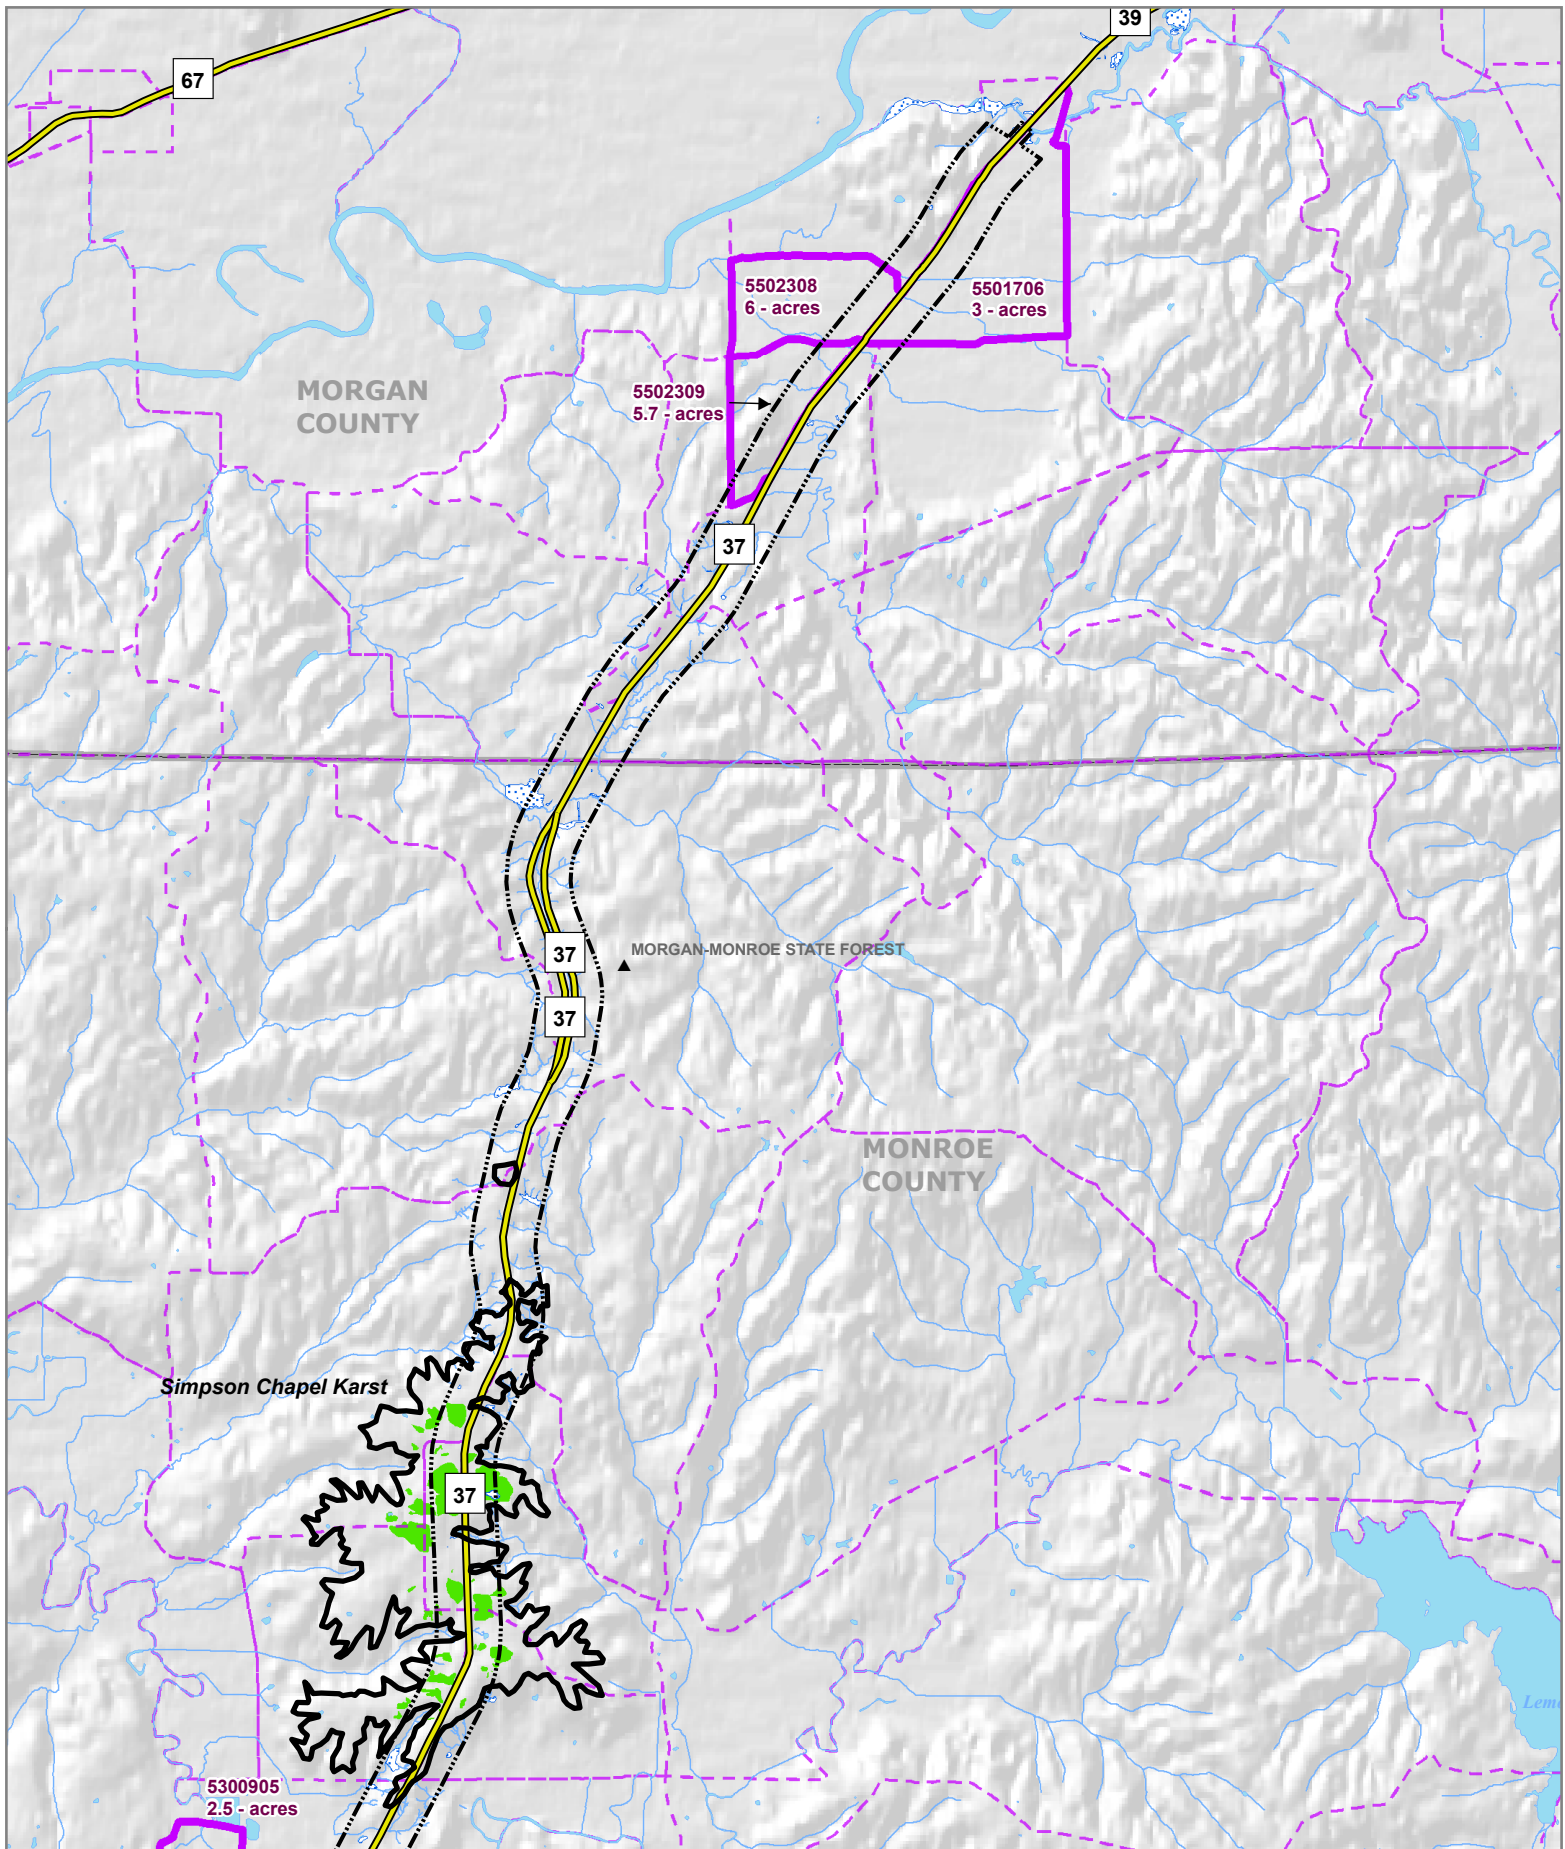 39
67
5502308
6 - acres
5501706
3 - acres
MORGAN
COUNTY
5502309
5.7 - acres
37
37
MORGAN-MONROE STATE FOREST
37
MONROE
COUNTY
Simpson Chapel Karst
37
Lem
5300905
2.5 - acres